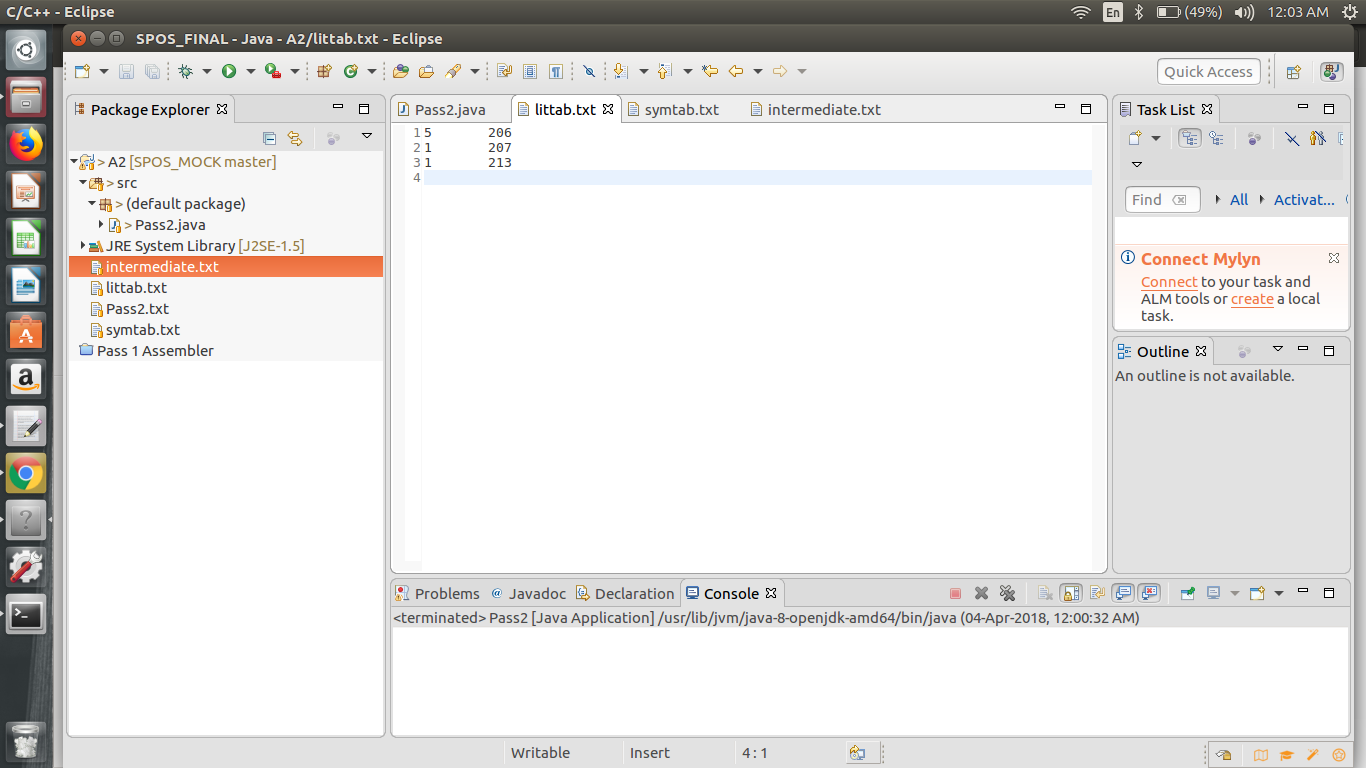 C/C++ - Eclipse
En
(49%)
12:03 AM
SPOS_FINAL - Java - A2/littab.txt - Eclipse
Quick Access
Package Explorer
> A2 [SPOS_MOCK master]
> src
> (default package)
> Pass2.java
JRE System Library [J2SE-1.5]
intermediate.txt
littab.txt
Pass2.txt
symtab.txt
Pass 1 Assembler
Pass2.java
littab.txt
symtab.txt
intermediate.txt
1 5 206
2 1 207
3 1 213
4
Task List
Find
All
Activat...
Connect Mylyn
Connect to your task and
ALM tools or create a local
task.
Outline
An outline is not available.
Problems
@ Javadoc
Declaration
Console
<terminated> Pass2 [Java Application] /usr/lib/jvm/java-8-openjdk-amd64/bin/java (04-Apr-2018, 12:00:32 AM)
Writable
Insert
4 : 1